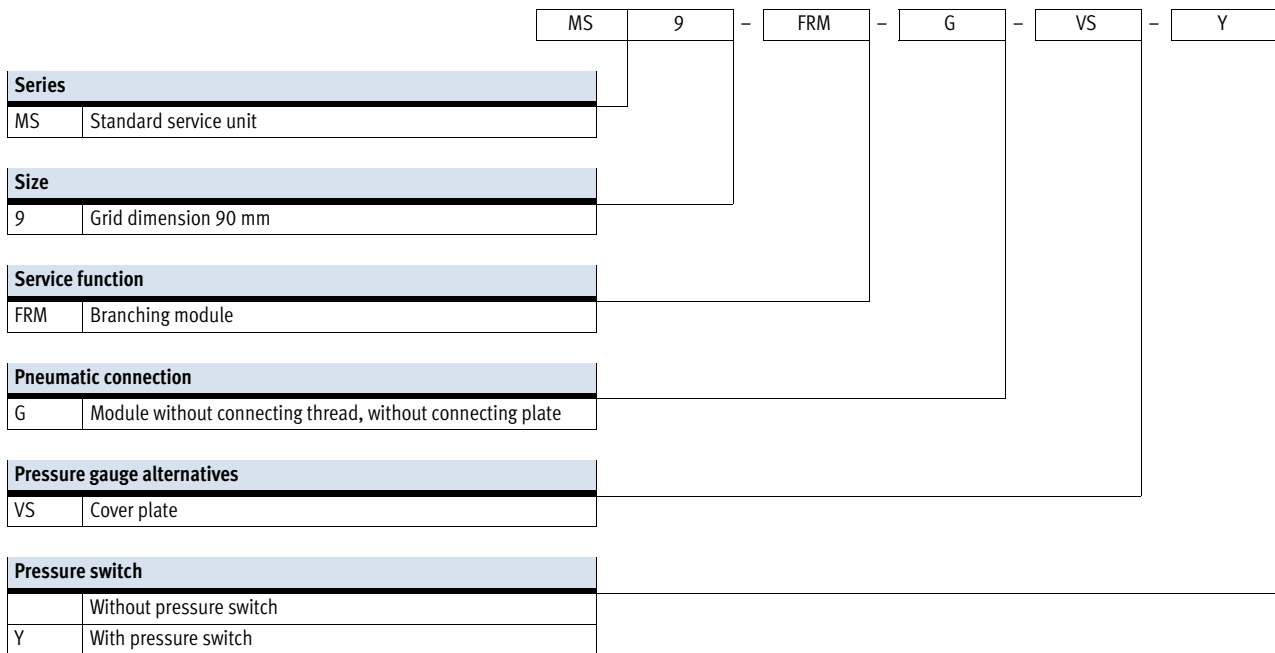 MS 9 – FRM – G – VS – Y
Series
MS Standard service unit
Size
9 Grid dimension 90 mm
Service function
FRM Branching module
Pneumatic connection
G Module without connecting thread, without connecting plate
Pressure gauge alternatives
VS Cover plate
Pressure switch
Without pressure switch
Y With pressure switch